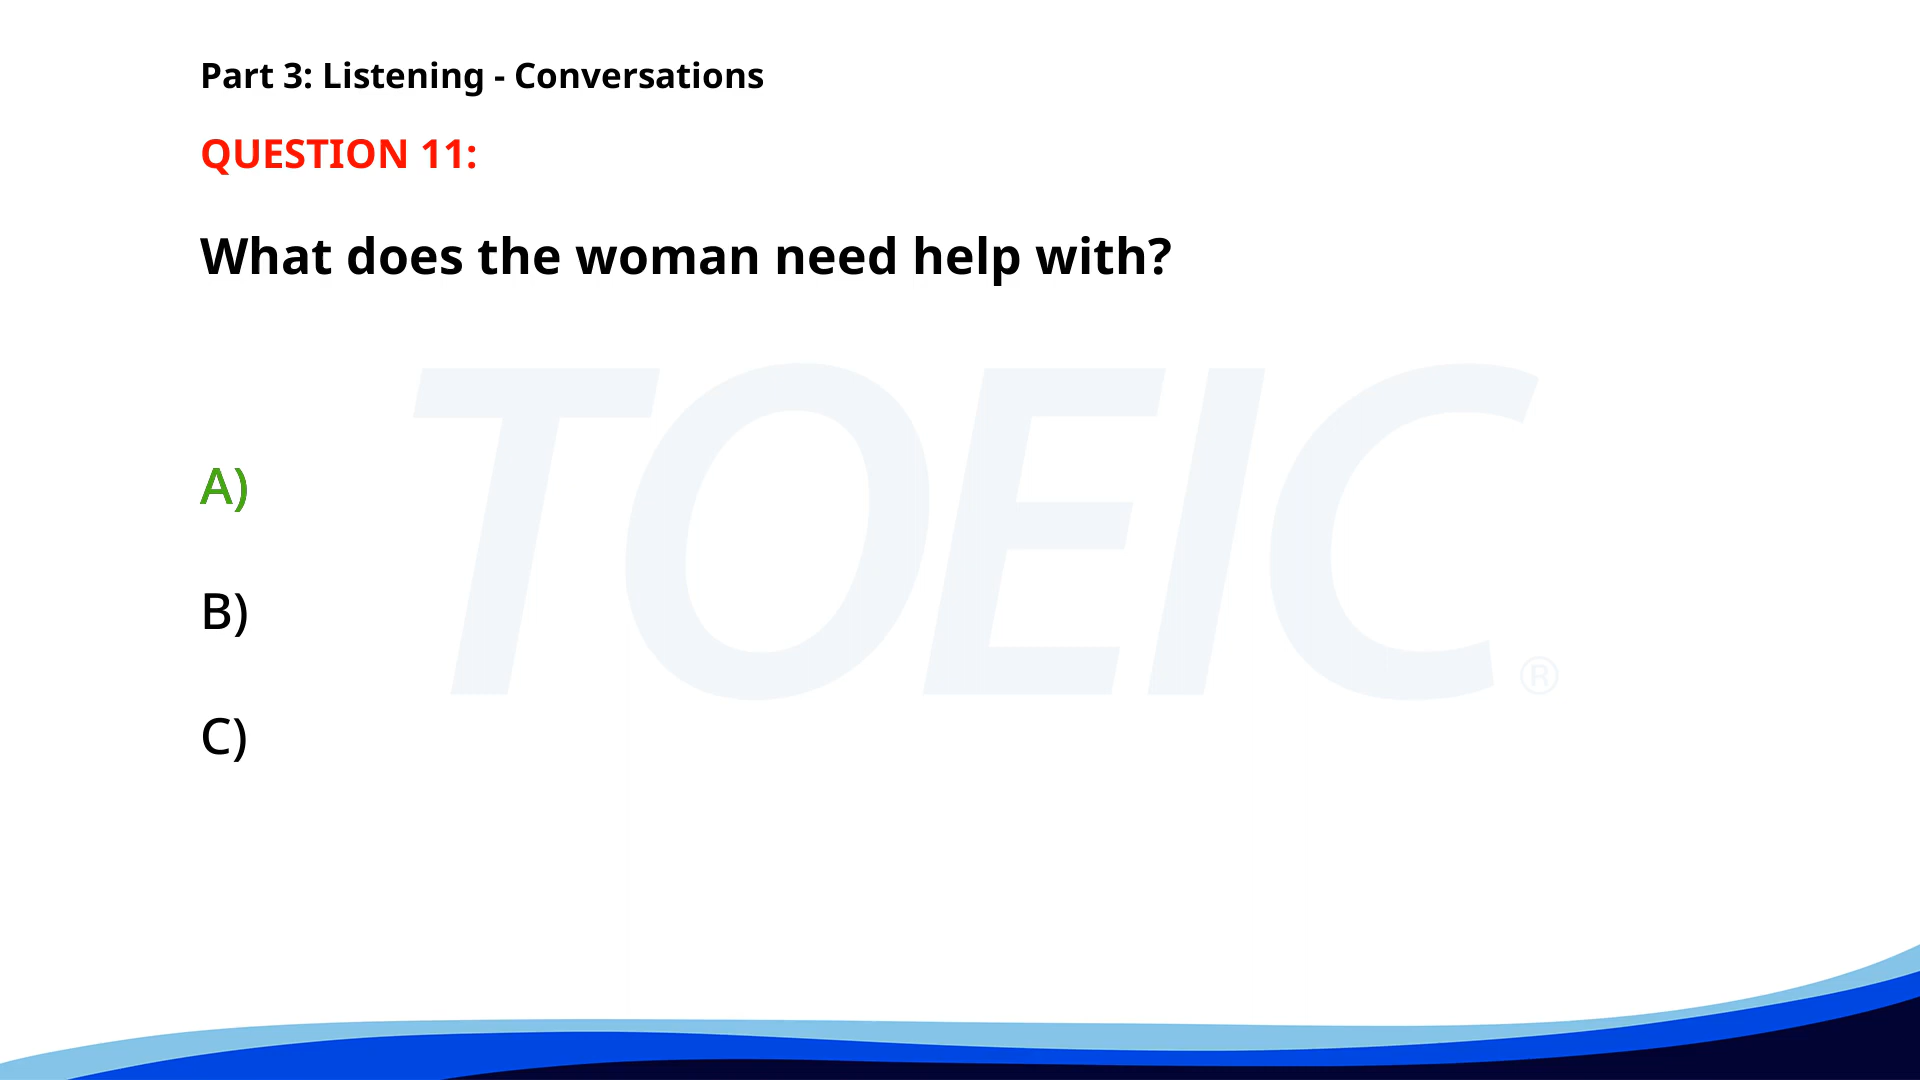 Part 3: Listening - Conversations
QUESTION 11:
What does the woman need help with?
TOEIC®
A)
B)
C)